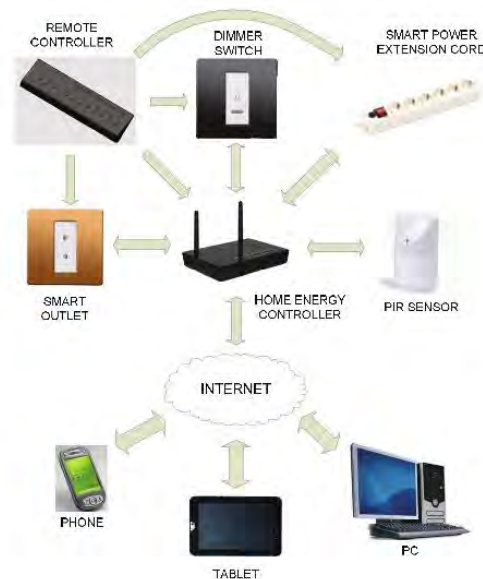 REMOTE
CONTROLLER
DIMMER
SWITCH
SMART POWER
EXTENSION CORD
SMART
OUTLET
HOME ENERGY
CONTROLLER
PIR SENSOR
INTERNET
PHONE
TABLET
PC